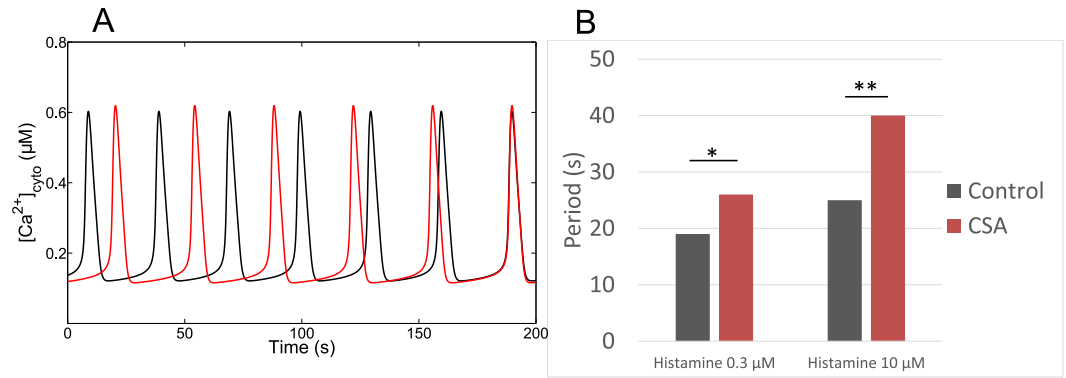 A
0.8
0.6
0.4
0.2
[Ca²⁺]cyto (µM)
0 50 100 150 200
Time (s)
B
50
40
30
20
10
0
Period (s)
*
**
Histamine 0.3 µM Histamine 10 µM
Control
CSA